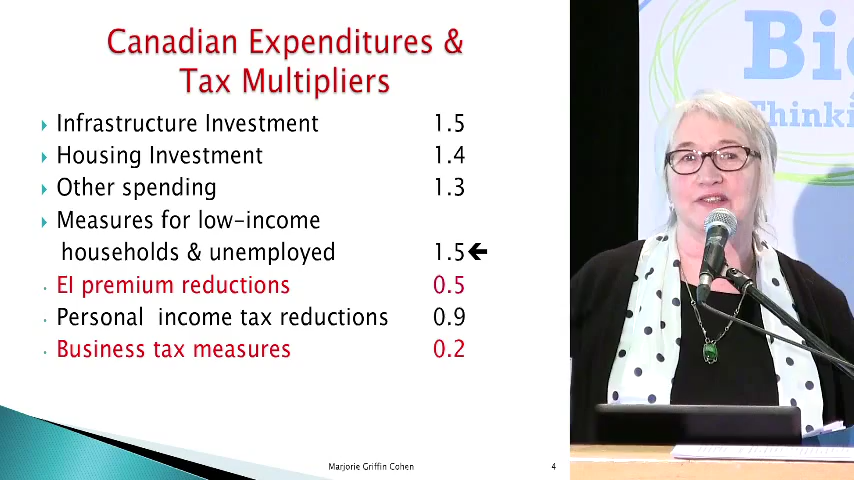 Canadian Expenditures &
Tax Multipliers
Infrastructure Investment 1.5
Housing Investment 1.4
Other spending 1.3
Measures for low-income
households & unemployed 1.5
EI premium reductions 0.5
Personal income tax reductions 0.9
Business tax measures 0.2
Marjorie Griffin Cohen 4